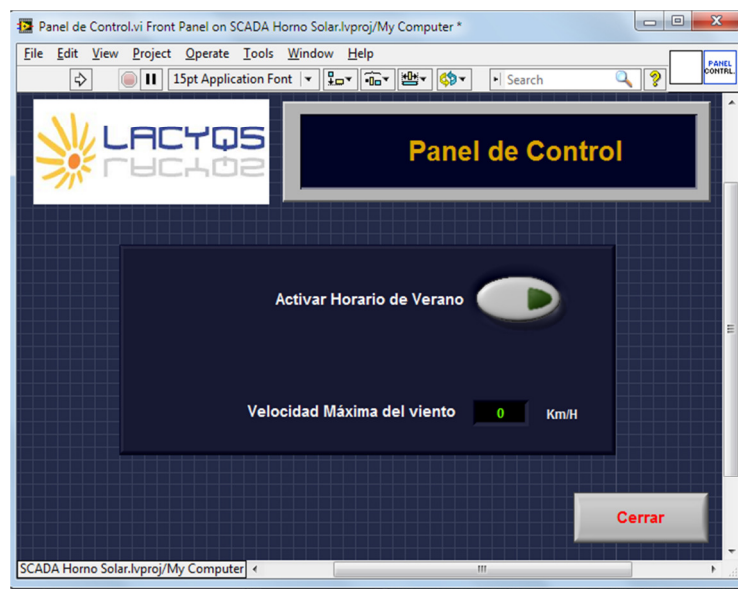 Panel de Control.vi Front Panel on SCADA Horno Solar.lvproj/My Computer *
File Edit View Project Operate Tools Window Help
15pt Application Font
Search
PANEL
CONTRL.
LACYQS
Panel de Control
Activar Horario de Verano
Velocidad Máxima del viento 0 Km/H
Cerrar
SCADA Horno Solar.lvproj/My Computer